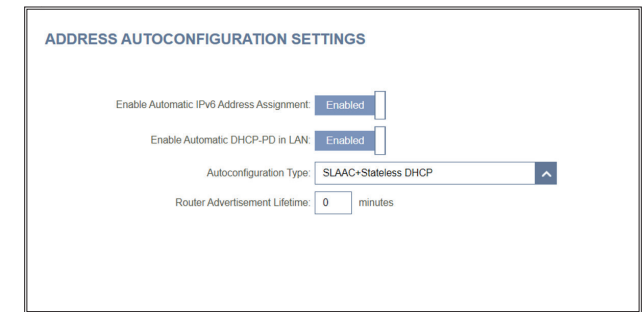 ADDRESS AUTOCONFIGURATION SETTINGS
Enable Automatic IPv6 Address Assignment: Enabled
Enable Automatic DHCP-PD in LAN: Enabled
Autoconfiguration Type: SLAAC+Stateless DHCP
Router Advertisement Lifetime: 0 minutes